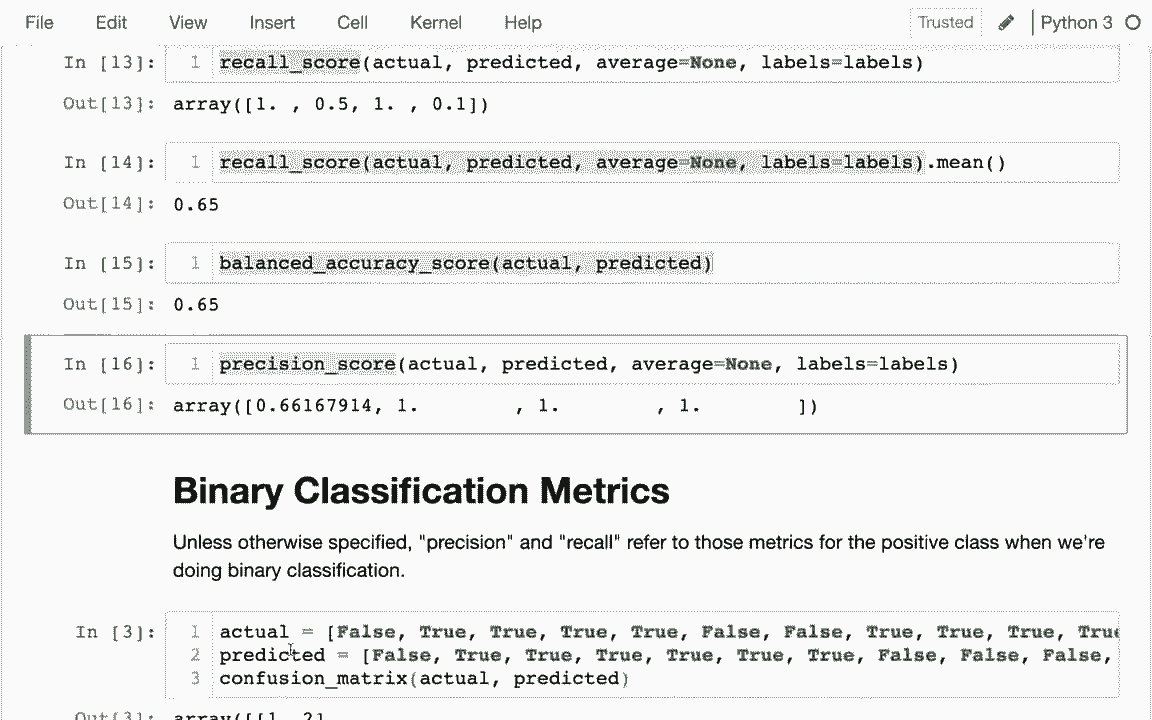 File Edit View Insert Cell Kernel Help Trusted Python 3
In [13]: 1 recall_score(actual, predicted, average=None, labels=labels)
Out[13]: array([1. , 0.5, 1. , 0.1])
In [14]: 1 recall_score(actual, predicted, average=None, labels=labels).mean()
Out[14]: 0.65
In [15]: 1 balanced_accuracy_score(actual, predicted)
Out[15]: 0.65
In [16]: 1 precision_score(actual, predicted, average=None, labels=labels)
Out[16]: array([0.66167914, 1.        , 1.        , 1.        ])
Binary Classification Metrics
Unless otherwise specified, "precision" and "recall" refer to those metrics for the positive class when we're
doing binary classification.
In [3]: 1 actual = [False, True, True, True, True, False, False, True, True, True, True
2 predicted = [False, True, True, True, True, True, True, False, False, False,
3 confusion_matrix(actual, predicted)
Out[3]: array([[1, 2],